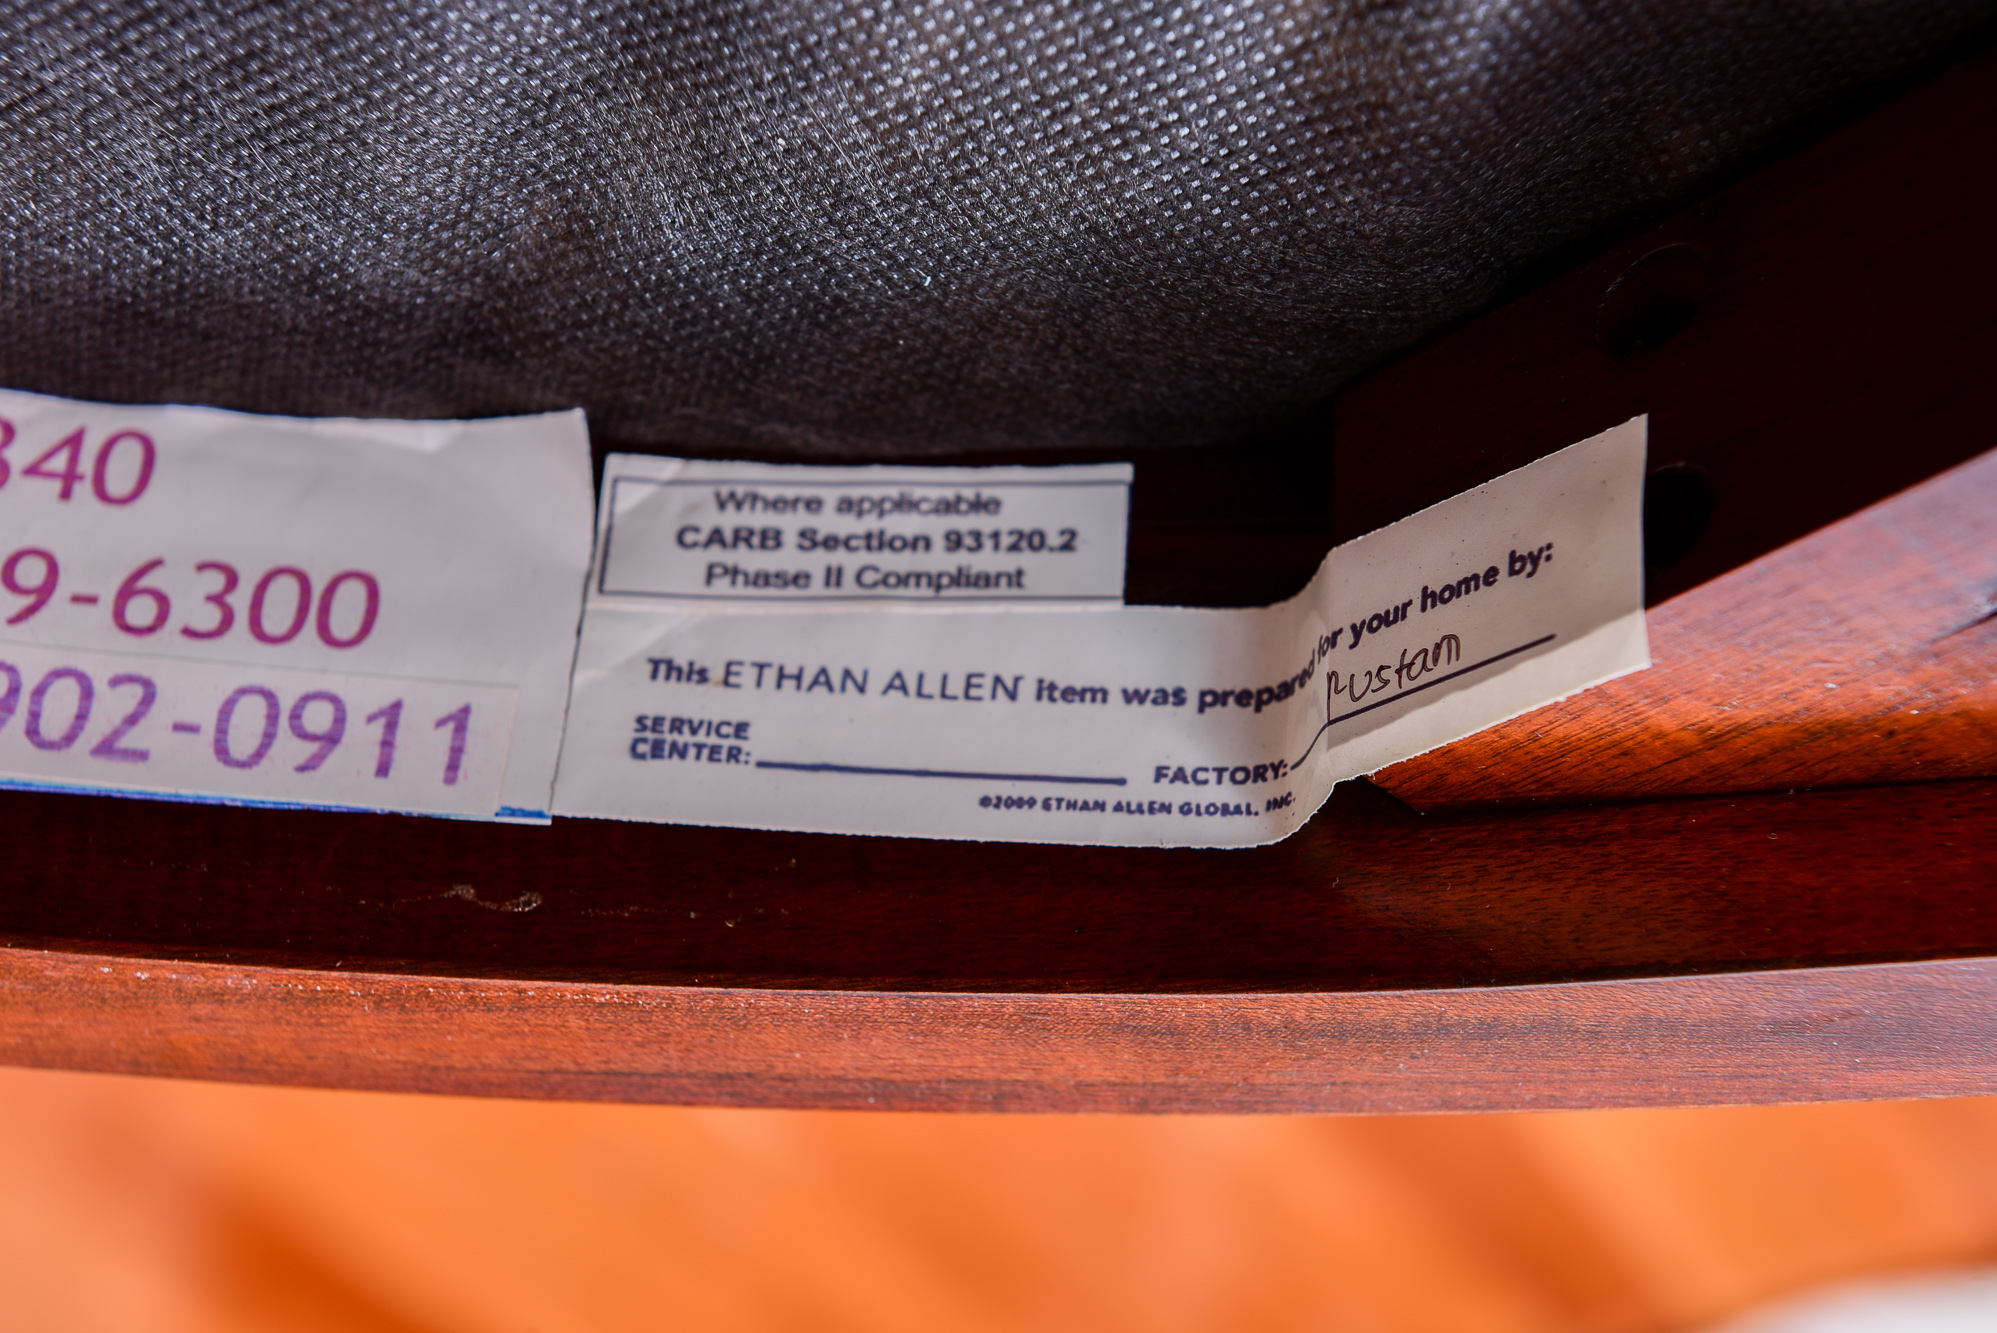 340
9-6300
902-0911
Where applicable
CARB Section 93120.2
Phase II Compliant
This ETHAN ALLEN item was prepared for your home by:
Rustam
SERVICE
CENTER:
FACTORY:
©2009 ETHAN ALLEN GLOBAL, INC.